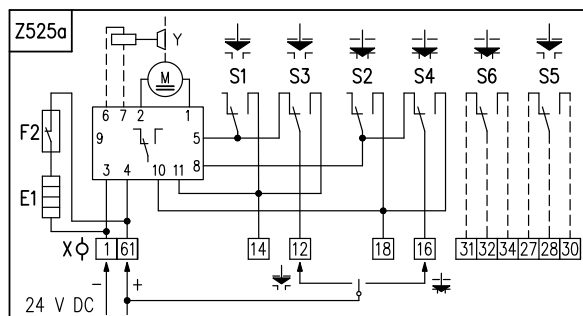 Z525a
Y
M
S1 S3 S2 S4 S6 S5
6 7 2 1
F2
9 5
8
3 4 10 11
E1
X 1 61 14 12 18 16 31 32 34 27 28 30
− +
24 V DC